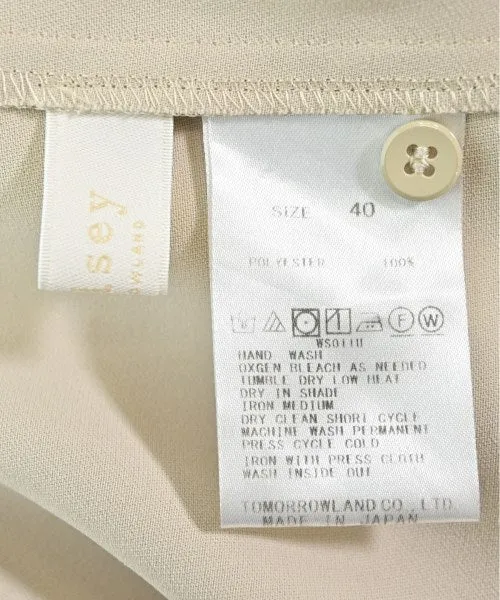 sey
OWLAND
SIZE 40
POLYESTER 100%
F W
WS011U
HAND WASH
OXGEN BLEACH AS NEEDED
TUMBLE DRY LOW HEAT
DRY IN SHADE
IRON MEDIUM
DRY CLEAN SHORT CYCLE
MACHINE WASH PERMANENT
PRESS CYCLE COLD
IRON WITH PRESS CLOTH
WASH INSIDE OUT
TOMORROWLAND CO., LTD
MADE IN JAPAN